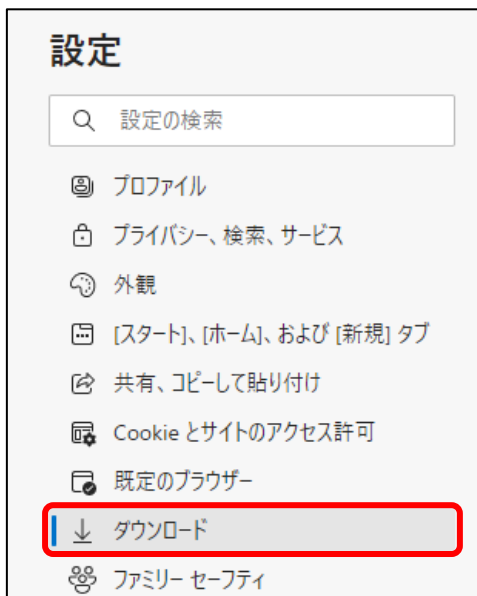 設定
設定の検索
プロファイル
プライバシー、検索、サービス
外観
[スタート]、[ホーム]、および [新規] タブ
共有、コピーして貼り付け
Cookie とサイトのアクセス許可
既定のブラウザー
ダウンロード
ファミリー セーフティ